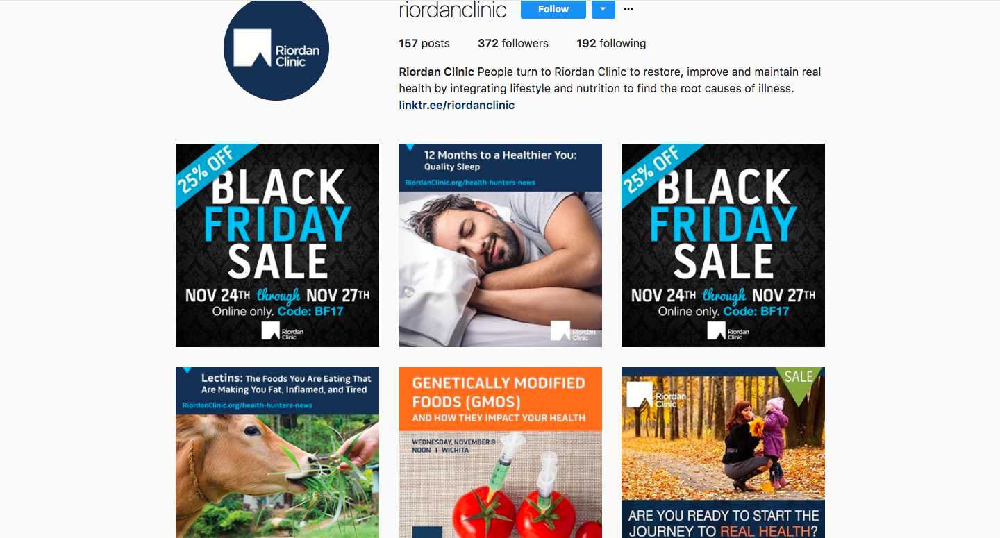 riordanclinic Follow
Riordan
Clinic
157 posts 372 followers 192 following
Riordan Clinic People turn to Riordan Clinic to restore, improve and maintain real
health by integrating lifestyle and nutrition to find the root causes of illness.
linktr.ee/riordanclinic
25% OFF
BLACK
FRIDAY
SALE
NOV 24TH through NOV 27TH
Online only. Code: BF17
Riordan
Clinic
12 Months to a Healthier You:
Quality Sleep
RiordanClinic.org/health-hunters-news
Riordan
Clinic
25% OFF
BLACK
FRIDAY
SALE
NOV 24TH through NOV 27TH
Online only. Code: BF17
Riordan
Clinic
Lectins: The Foods You Are Eating That
Are Making You Fat, Inflamed, and Tired
RiordanClinic.org/health-hunters-news
GENETICALLY MODIFIED
FOODS (GMOS)
AND HOW THEY IMPACT YOUR HEALTH
WEDNESDAY, NOVEMBER 8
NOON I WICHITA
SALE
Riordan
Clinic
ARE YOU READY TO START THE
JOURNEY TO REAL HEALTH?